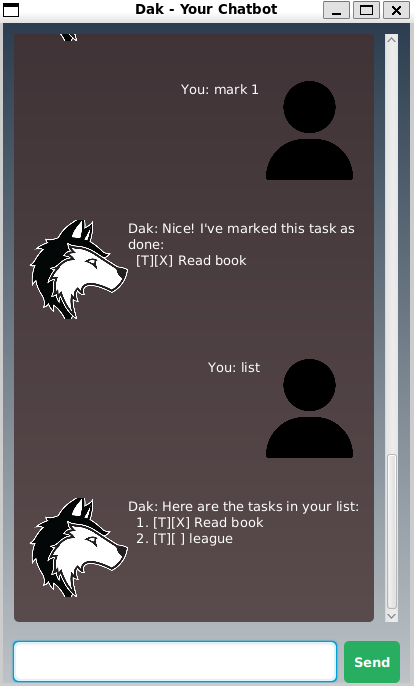 Dak - Your Chatbot
You: mark 1
Dak: Nice! I've marked this task as
done:
[T][X] Read book
You: list
Dak: Here are the tasks in your list:
1. [T][X] Read book
2. [T][ ] league
Send